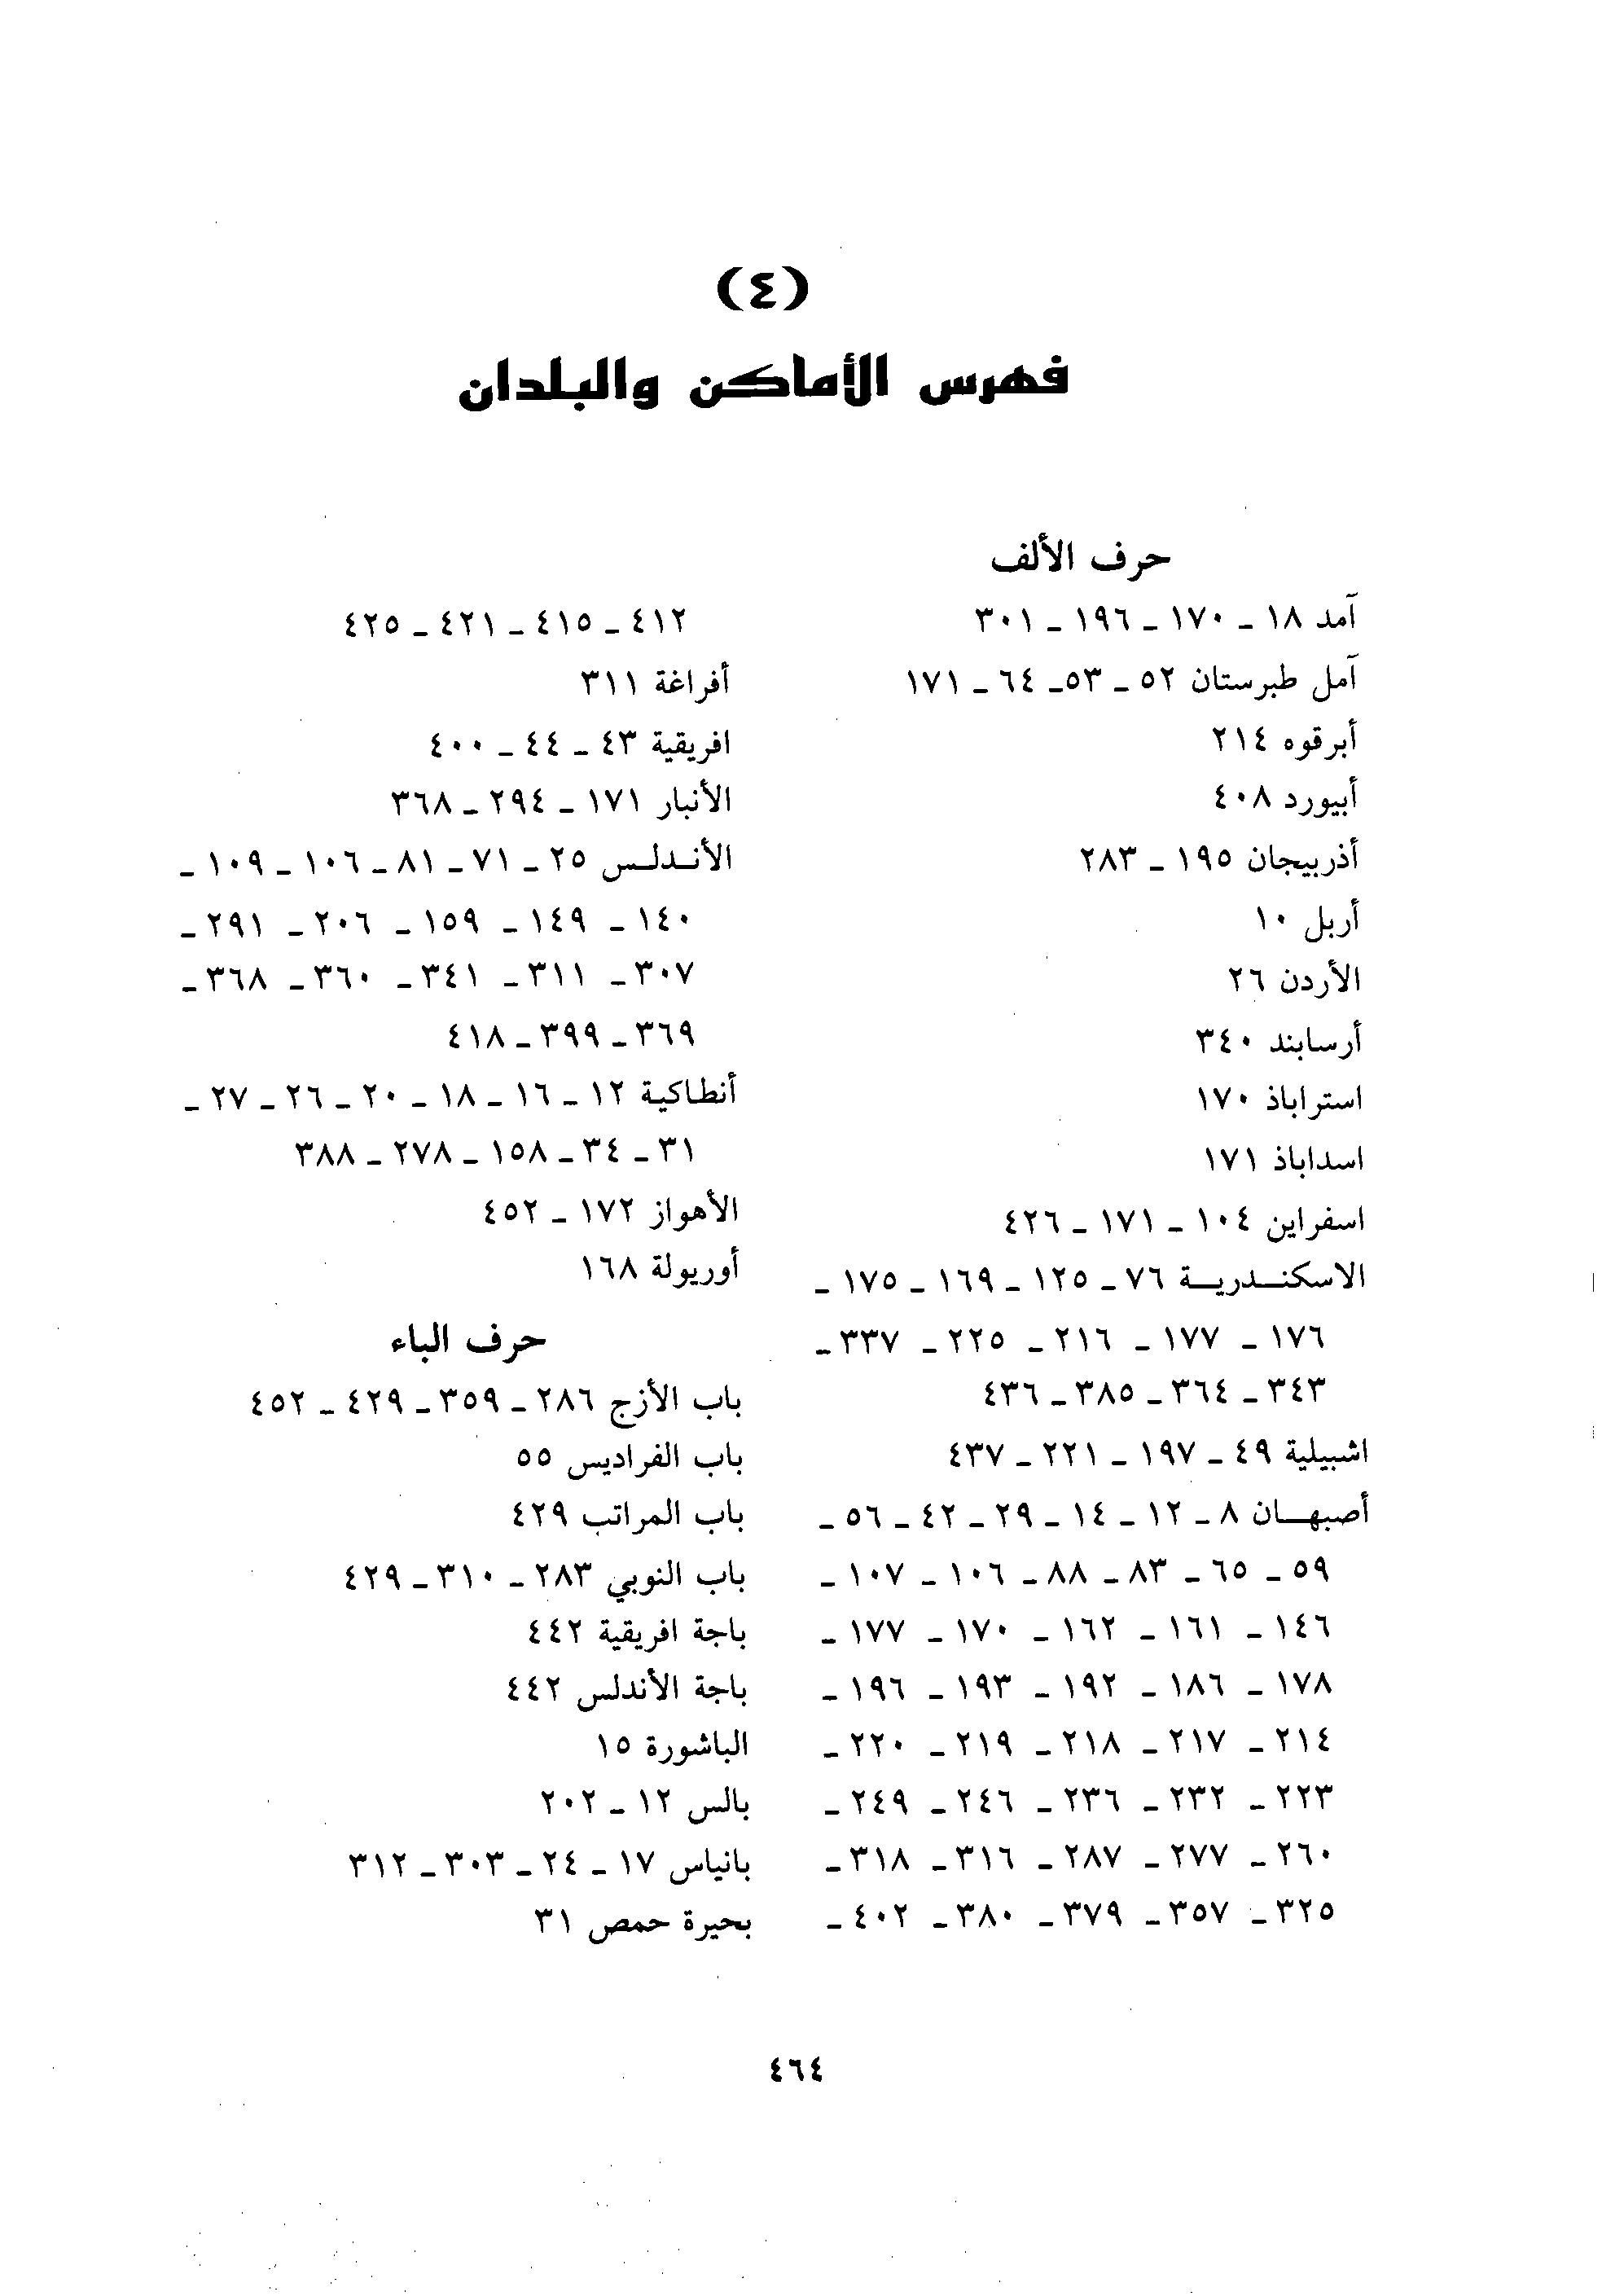 (٤)
فهرس الأماكن والبلدان
حرف الألف
آمد ١٨ - ١٧٠ - ١٩٦ - ٣٠١
آمل طبرستان ٥٢ - ٥٣ - ٦٤ - ١٧١
أبرقوه ٢١٤
أبيورد ٤٠٨
أذربيجان ١٩٥ - ٢٨٣
أربل ١٠
الأردن ٢٦
أرسابند ٣٤٠
استراباذ ١٧٠
اسداباذ ١٧١
اسفراين ١٠٤ - ١٧١ - ٤٢٦
الاسكندرية ٧٦ - ١٢٥ - ١٦٩ - ١٧٥ -
١٧٦ - ١٧٧ - ٢١٦ - ٢٢٥ - ٣٣٧ -
٣٤٣ - ٣٦٤ - ٣٨٥ - ٤٣٦
اشبيلية ٤٩ - ١٩٧ - ٢٢١ - ٤٣٧
أصبهان ٨ - ١٢ - ١٤ - ٢٩ - ٤٢ - ٥٦ -
٥٩ - ٦٥ - ٨٣ - ٨٨ - ١٠٦ - ١٠٧ -
١٤٦ - ١٦١ - ١٦٢ - ١٧٠ - ١٧٧ -
١٧٨ - ١٨٦ - ١٩٢ - ١٩٣ - ١٩٦ -
٢١٤ - ٢١٧ - ٢١٨ - ٢١٩ - ٢٢٠ -
٢٢٣ - ٢٣٢ - ٢٣٦ - ٢٤٦ - ٢٤٩ -
٢٦٠ - ٢٧٧ - ٢٨٧ - ٣١٦ - ٣١٨ -
٣٢٥ - ٣٥٧ - ٣٧٩ - ٣٨٠ - ٤٠٢ -
٤١٢ - ٤١٥ - ٤٢١ - ٤٢٥
أفراغة ٣١١
افريقية ٤٣ - ٤٤ - ٤٠٠
الأنبار ١٧١ - ٢٩٤ - ٣٦٨
الأندلس ٢٥ - ٧١ - ٨١ - ١٠٦ - ١٠٩ -
١٤٠ - ١٤٩ - ١٥٩ - ٢٠٦ - ٢٩١ -
٣٠٧ - ٣١١ - ٣٤١ - ٣٦٠ - ٣٦٨ -
٣٦٩ - ٣٩٩ - ٤١٨
أنطاكية ١٢ - ١٦ - ١٨ - ٢٠ - ٢٦ - ٢٧ -
٣١ - ٣٤ - ١٥٨ - ٢٧٨ - ٣٨٨
الأهواز ١٧٢ - ٤٥٢
أوريولة ١٦٨
حرف الباء
باب الأزج ٢٨٦ - ٣٥٩ - ٤٢٩ - ٤٥٢
باب الفراديس ٥٥
باب المراتب ٤٢٩
باب النوبي ٢٨٣ - ٣١٠ - ٤٢٩
باجة افريقية ٤٤٢
باجة الأندلس ٤٤٢
الباشورة ١٥
بالس ١٢ - ٢٠٢
بانياس ١٧ - ٢٤ - ٣٠٣ - ٣١٢
بحيرة حمص ٣١
٤٦٤